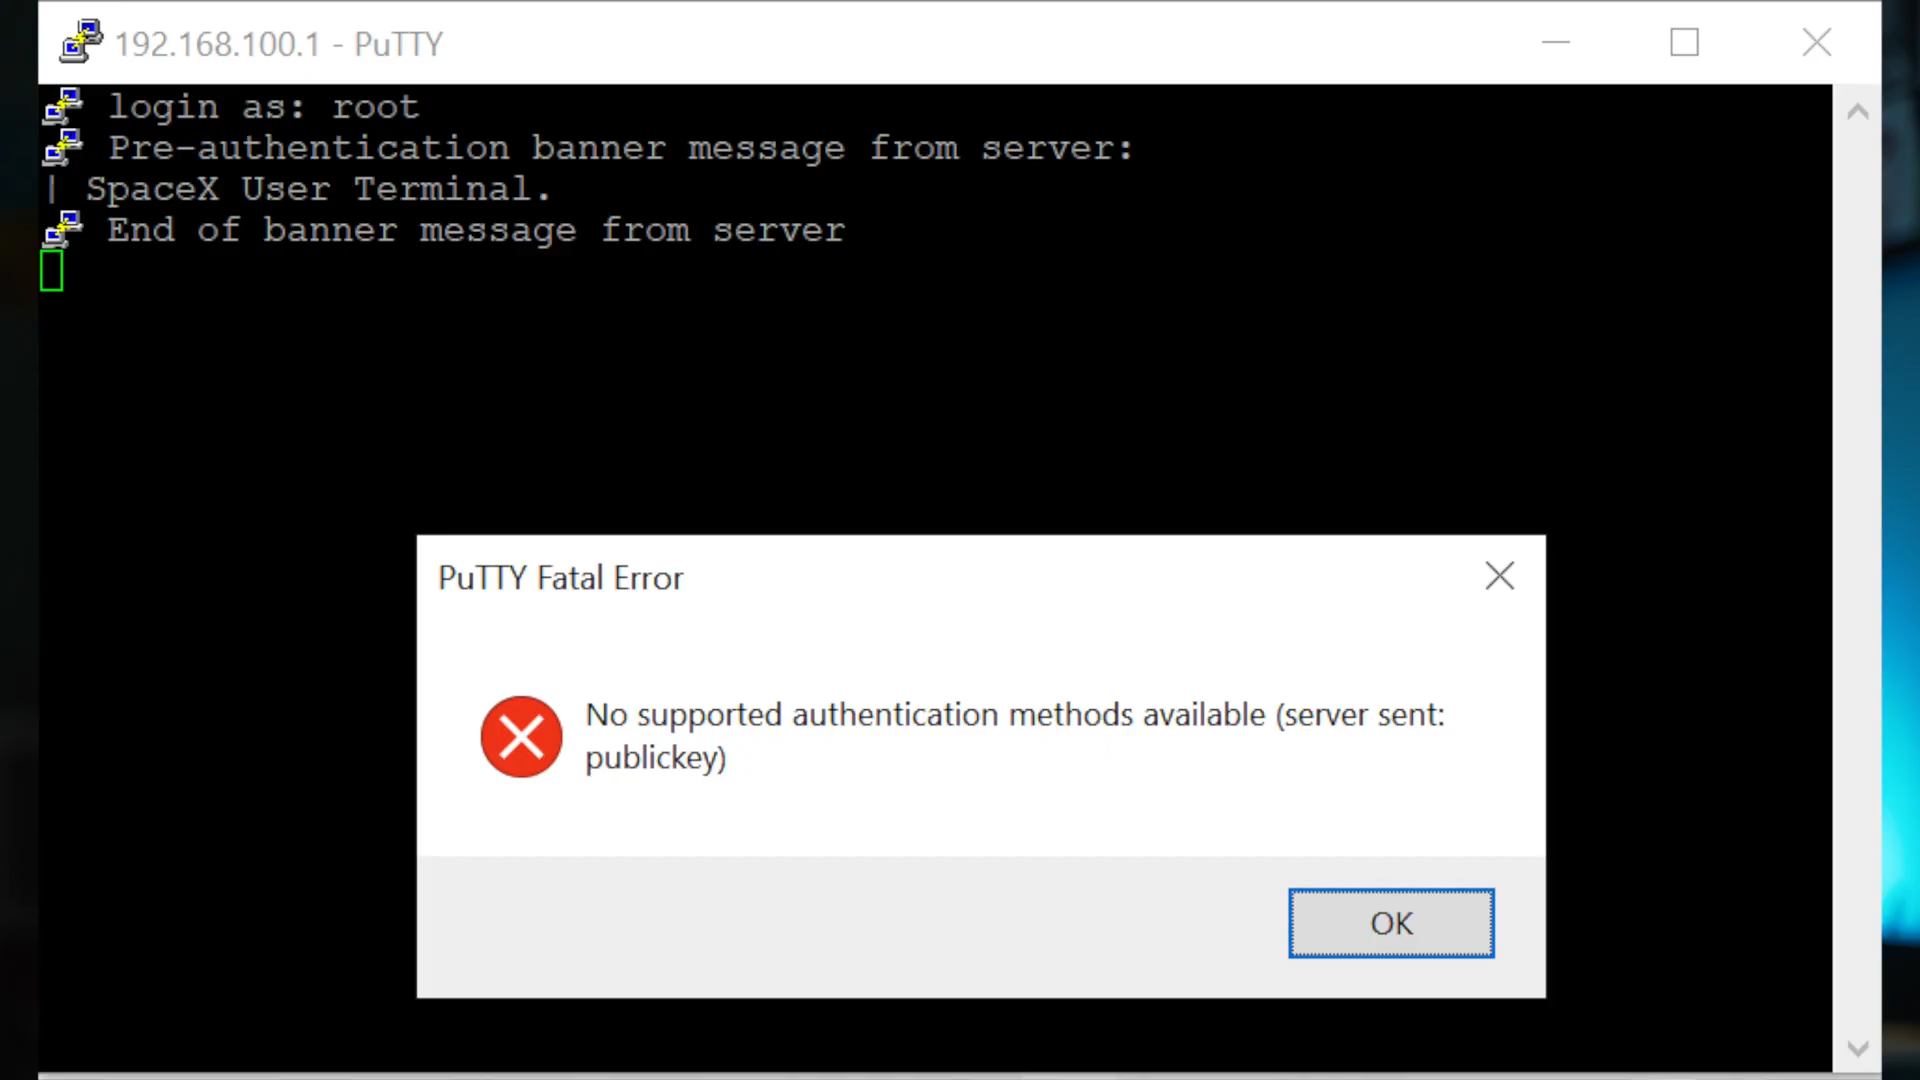 192.168.100.1 - PuTTY
login as: root
Pre-authentication banner message from server:
| SpaceX User Terminal.
End of banner message from server
PuTTY Fatal Error
No supported authentication methods available (server sent:
publickey)
OK